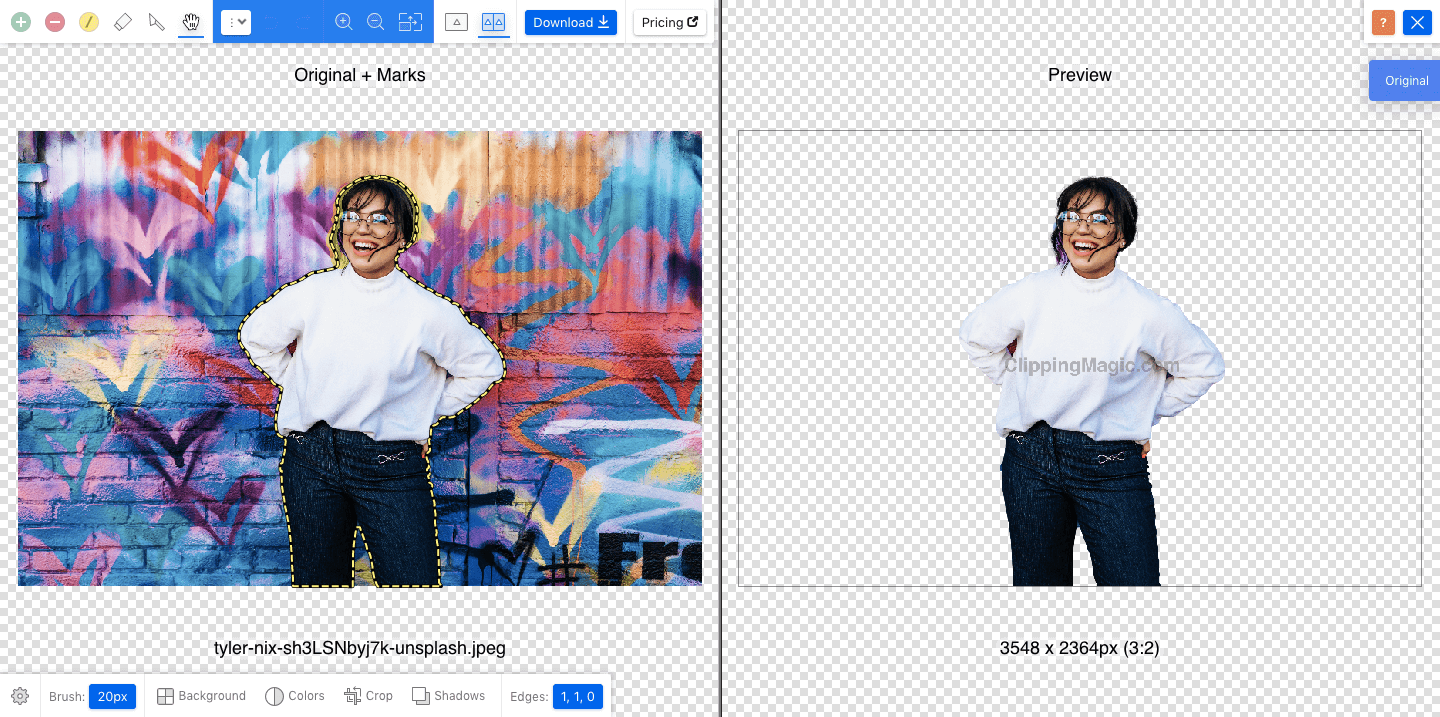 Download
Pricing
?
Original + Marks
Preview
Original
ClippingMagic.com
Fre
tyler-nix-sh3LSNbyj7k-unsplash.jpeg
3548 x 2364px (3:2)
Brush: 20px
Background
Colors
Crop
Shadows
Edges: 1, 1, 0